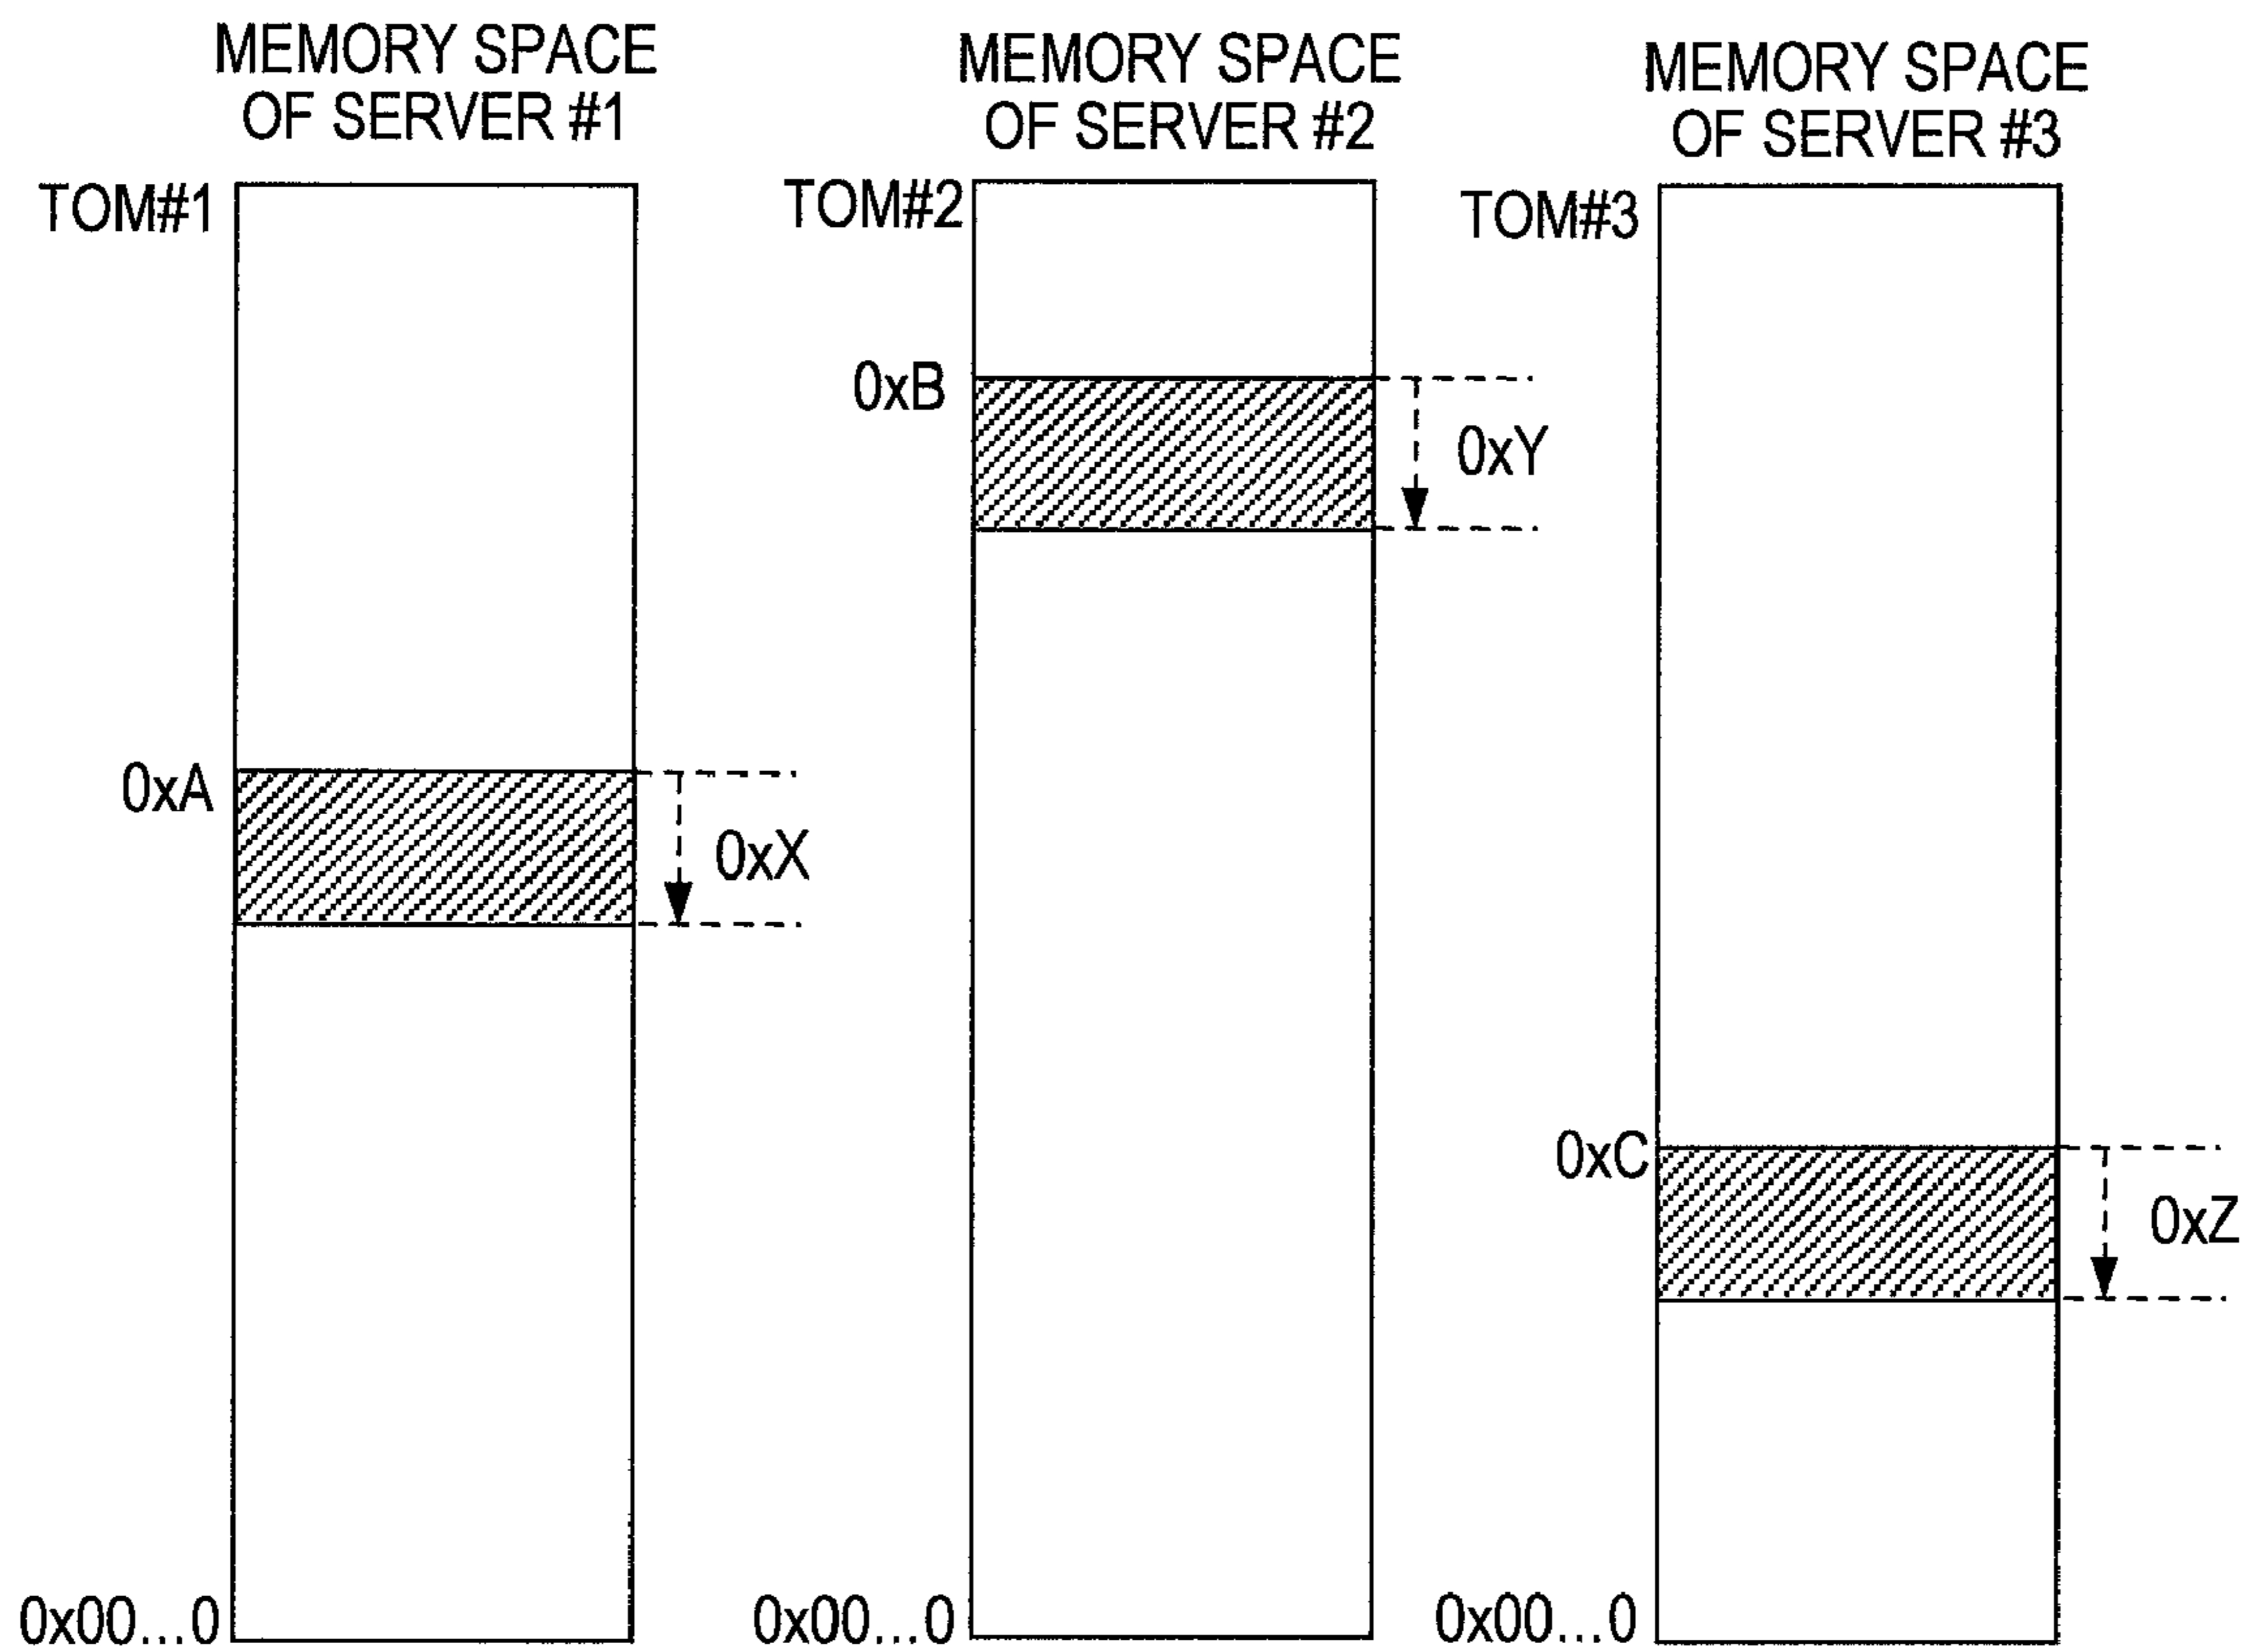 MEMORY SPACE
OF SERVER #1
TOM#1
0xA
0xX
0x00...0
MEMORY SPACE
OF SERVER #2
TOM#2
0xB
0xY
0x00...0
MEMORY SPACE
OF SERVER #3
TOM#3
0xC
0xZ
0x00...0